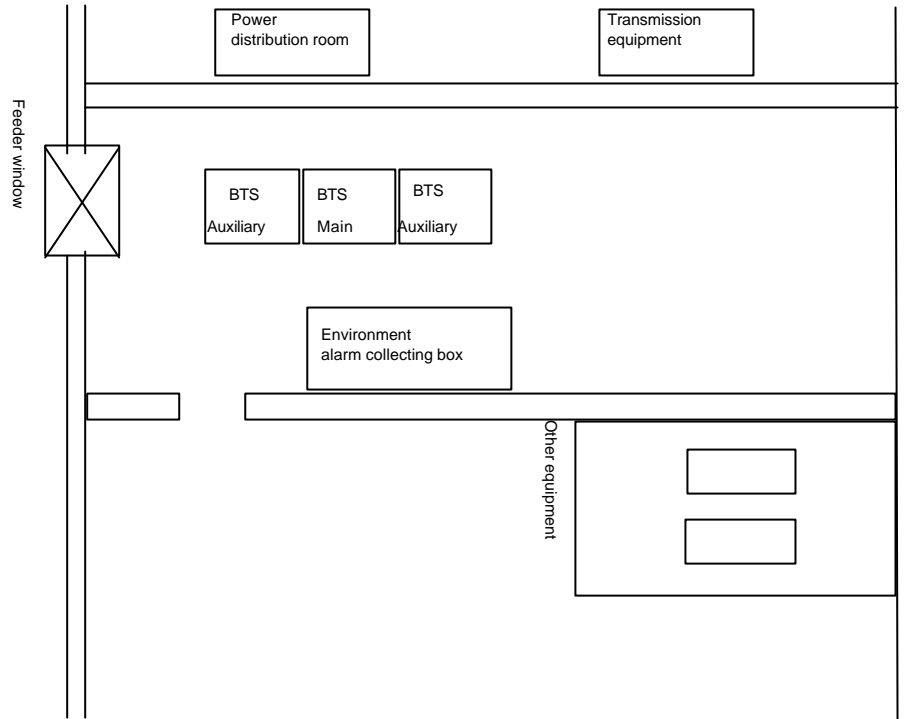 Power
distribution room
Transmission
equipment
Feeder window
BTS
Auxiliary
BTS
Main
BTS
Auxiliary
Environment
alarm collecting box
Other equipment